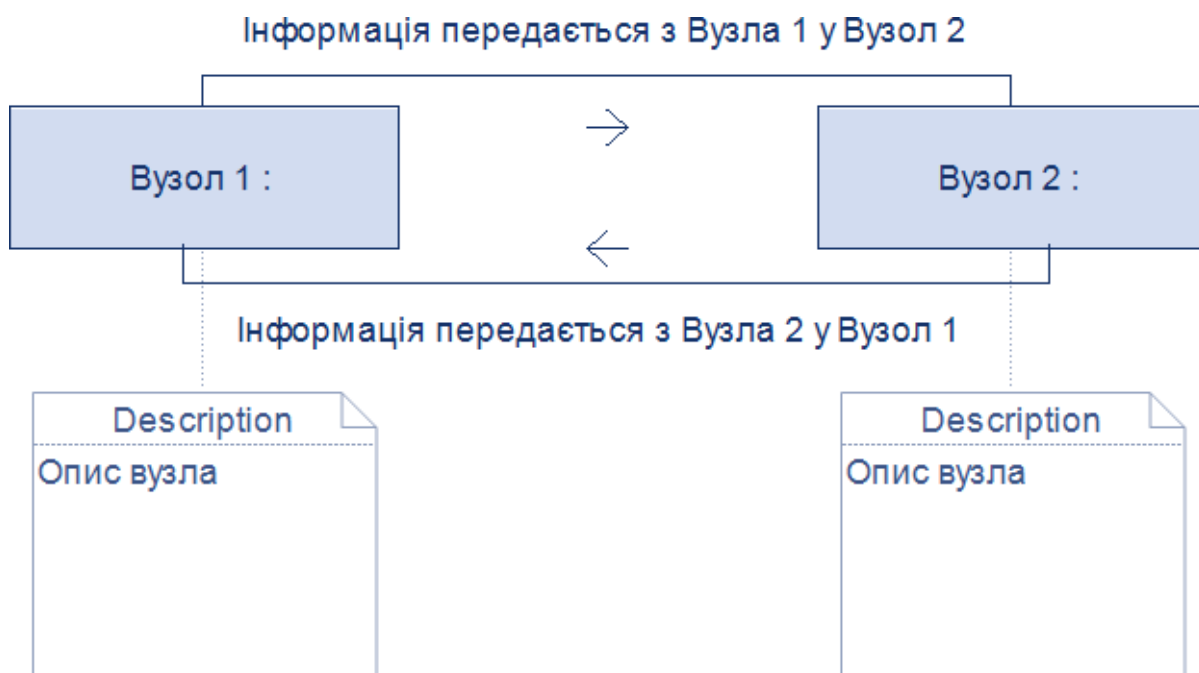 Інформація передається з Вузла 1 у Вузол 2
Вузол 1 :
Вузол 2 :
Інформація передається з Вузла 2 у Вузол 1
Description
Опис вузла
Description
Опис вузла